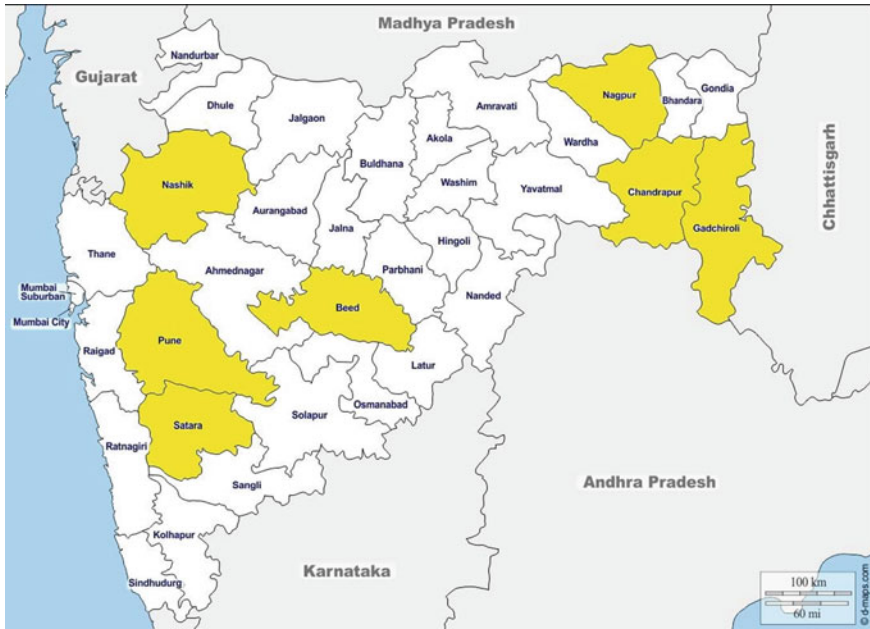 Madhya Pradesh
Nandurbar
Gujarat
Dhule
Jalgaon
Amravati
Nagpur
Bhandara
Gondia
Akola
Wardha
Buldhana
Nashik
Washim
Yavatmal
Chandrapur
Chhattisgarh
Aurangabad
Jalna
Hingoli
Gadchiroli
Thane
Ahmednagar
Parbhani
Mumbai
Suburban
Nanded
Mumbai City
Beed
Pune
Raigad
Latur
Osmanabad
Satara
Solapur
Ratnagiri
Sangli
Andhra Pradesh
Kolhapur
Karnataka
Sindhudurg
100 km
60 mi
© d-maps.com